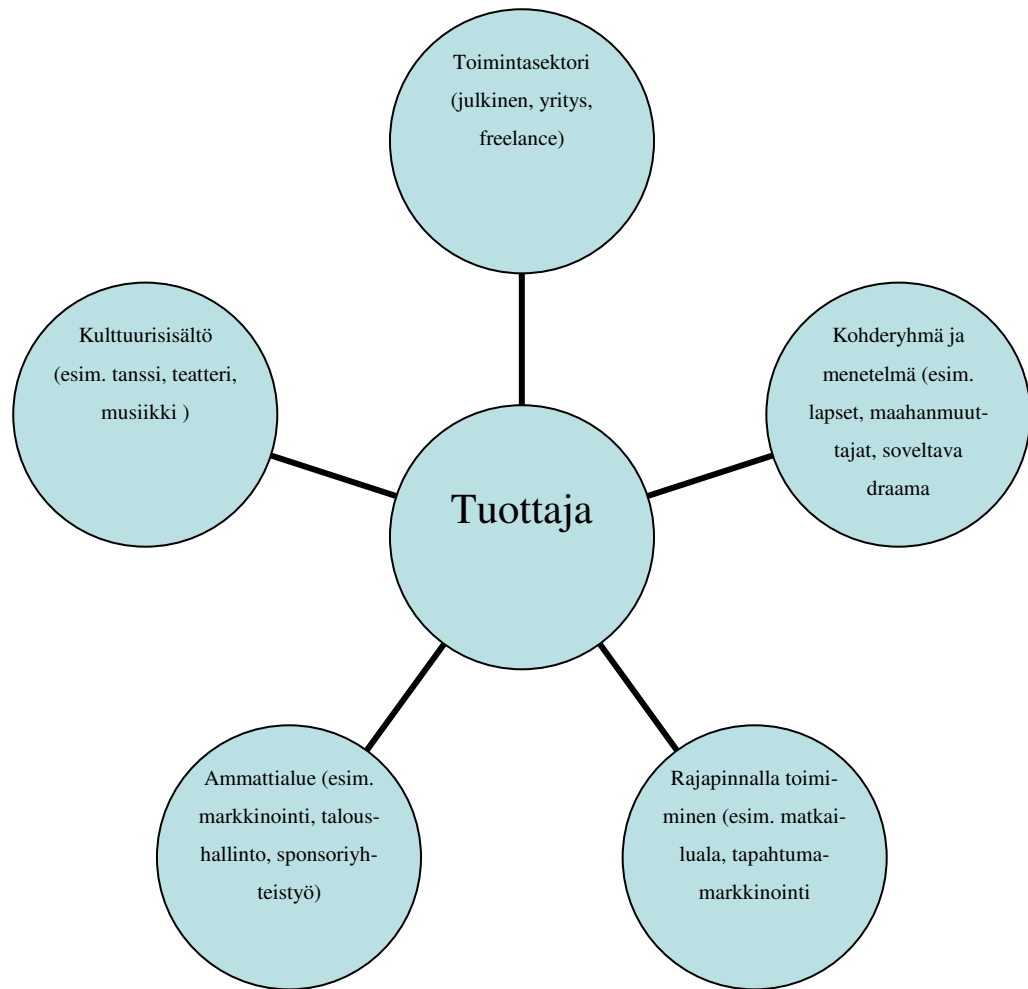 Toimintasektori
(julkinen, yritys,
freelance)
Kulttuurisisältö
(esim. tanssi, teatteri,
musiikki )
Kohderyhmä ja
menetelmä (esim.
lapset, maahanmuut-
tajat, soveltava
draama
Tuottaja
Ammattialue (esim.
markkinointi, talous-
hallinto, sponsoriyh-
teistyö)
Rajapinnalla toimi-
minen (esim. matkai-
luala, tapahtuma-
markkinointi